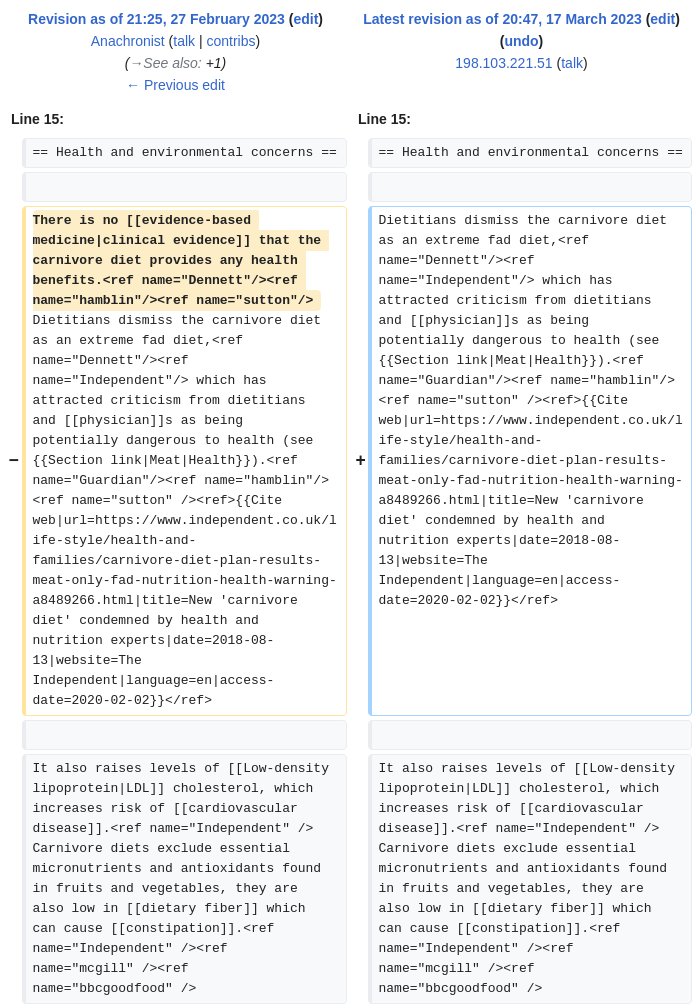 Revision as of 21:25, 27 February 2023 (edit)
Anachronist (talk | contribs)
(→See also: +1)
← Previous edit
Latest revision as of 20:47, 17 March 2023 (edit)
(undo)
198.103.221.51 (talk)
Line 15:
Line 15:
== Health and environmental concerns ==
== Health and environmental concerns ==
−
There is no [[evidence-based
medicine|clinical evidence]] that the
carnivore diet provides any health
benefits.<ref name="Dennett"/><ref
name="hamblin"/><ref name="sutton"/>
Dietitians dismiss the carnivore diet
as an extreme fad diet,<ref
name="Dennett"/><ref
name="Independent"/> which has
attracted criticism from dietitians
and [[physician]]s as being
potentially dangerous to health (see
{{Section link|Meat|Health}}).<ref
name="Guardian"/><ref name="hamblin"/>
<ref name="sutton" /><ref>{{Cite
web|url=https://www.independent.co.uk/l
ife-style/health-and-
families/carnivore-diet-plan-results-
meat-only-fad-nutrition-health-warning-
a8489266.html|title=New 'carnivore
diet' condemned by health and
nutrition experts|date=2018-08-
13|website=The
Independent|language=en|access-
date=2020-02-02}}</ref>
+
Dietitians dismiss the carnivore diet
as an extreme fad diet,<ref
name="Dennett"/><ref
name="Independent"/> which has
attracted criticism from dietitians
and [[physician]]s as being
potentially dangerous to health (see
{{Section link|Meat|Health}}).<ref
name="Guardian"/><ref name="hamblin"/>
<ref name="sutton" /><ref>{{Cite
web|url=https://www.independent.co.uk/l
ife-style/health-and-
families/carnivore-diet-plan-results-
meat-only-fad-nutrition-health-warning-
a8489266.html|title=New 'carnivore
diet' condemned by health and
nutrition experts|date=2018-08-
13|website=The
Independent|language=en|access-
date=2020-02-02}}</ref>
It also raises levels of [[Low-density
lipoprotein|LDL]] cholesterol, which
increases risk of [[cardiovascular
disease]].<ref name="Independent" />
Carnivore diets exclude essential
micronutrients and antioxidants found
in fruits and vegetables, they are
also low in [[dietary fiber]] which
can cause [[constipation]].<ref
name="Independent" /><ref
name="mcgill" /><ref
name="bbcgoodfood" />
It also raises levels of [[Low-density
lipoprotein|LDL]] cholesterol, which
increases risk of [[cardiovascular
disease]].<ref name="Independent" />
Carnivore diets exclude essential
micronutrients and antioxidants found
in fruits and vegetables, they are
also low in [[dietary fiber]] which
can cause [[constipation]].<ref
name="Independent" /><ref
name="mcgill" /><ref
name="bbcgoodfood" />